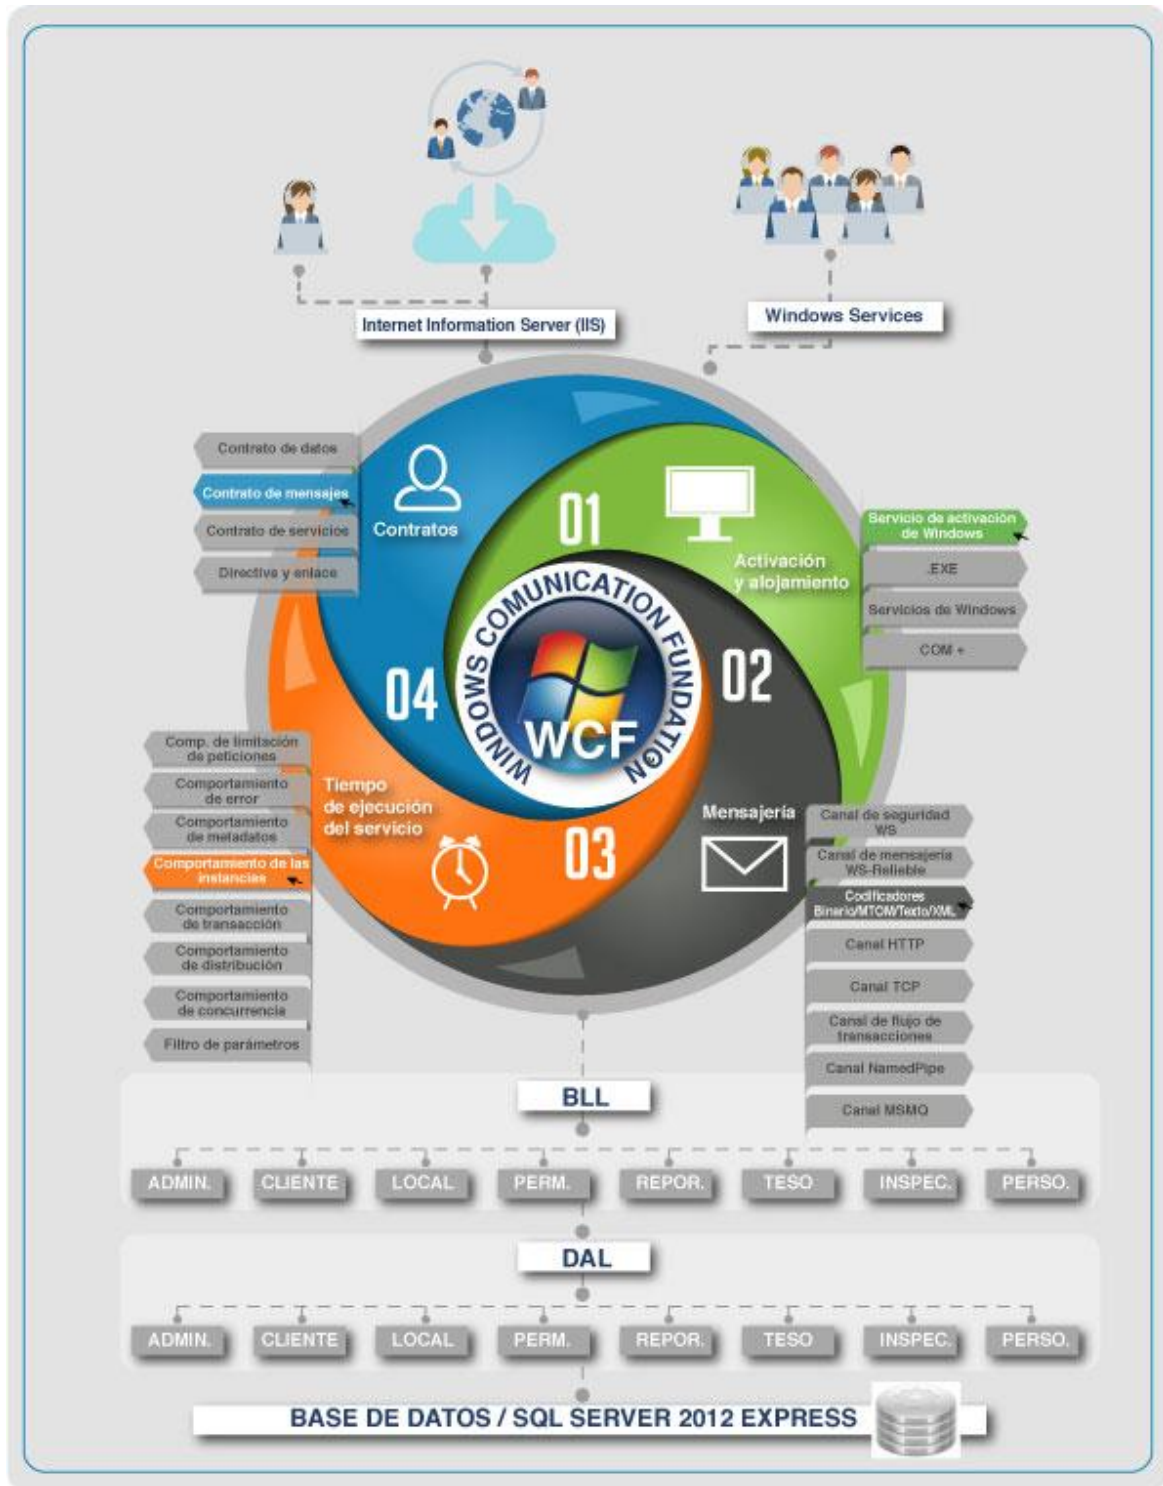 Internet Information Server (IIS)
Windows Services
Contrato de datos
Contrato de mensajes
Contrato de servicios
Directiva y enlace
Contratos
01
Activación
y alojamiento
Servicio de activación
de Windows
.EXE
Servicios de Windows
COM +
WINDOWS COMUNICATION FUNDATION
WCF
02
04
Comp. de limitación
de peticiones
Comportamiento
de error
Comportamiento
de metadatos
Comportamiento de las
instancias
Comportamiento
de transacción
Comportamiento
de distribución
Comportamiento
de concurrencia
Filtro de parámetros
Tiempo
de ejecución
del servicio
03
Mensajería
Canal de seguridad
WS
Canal de mensajería
WS-Reliable
Codificadores
Binario/MTOM/Texto/XML
Canal HTTP
Canal TCP
Canal de flujo de
transacciones
Canal NamedPipe
Canal MSMQ
BLL
ADMIN. CLIENTE LOCAL PERM. REPOR. TESO INSPEC. PERSO.
DAL
ADMIN. CLIENTE LOCAL PERM. REPOR. TESO INSPEC. PERSO.
BASE DE DATOS / SQL SERVER 2012 EXPRESS